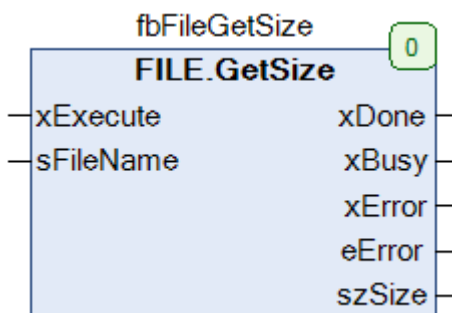 fbFileGetSize
0
FILE.GetSize
xExecute xDone
sFileName xBusy
xError
eError
szSize